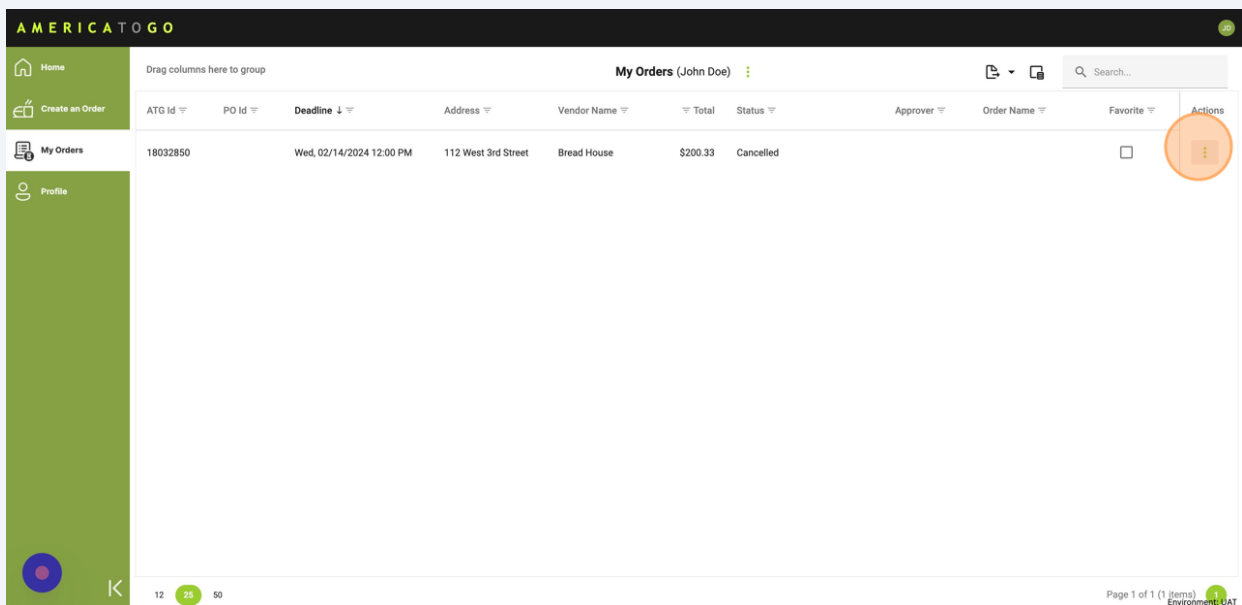 AMERICATOGO
JD
Home
Create an Order
My Orders
Profile
Drag columns here to group
My Orders (John Doe)
Search...
ATG Id PO Id Deadline Address Vendor Name Total Status Approver Order Name Favorite Actions
18032850 Wed, 02/14/2024 12:00 PM 112 West 3rd Street Bread House $200.33 Cancelled
12 25 50
Page 1 of 1 (1 items) 1
Environment: UAT